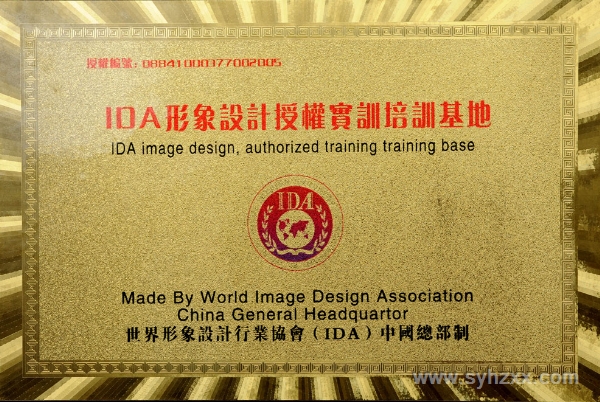 授權編號：08841000377002005
IDA形象設計授權實訓培訓基地
IDA image design, authorized training training base
IDA
Made By World Image Design Association
China General Headquartor
世界形象設計行業協會（IDA）中國總部制
www.syhzxx.com